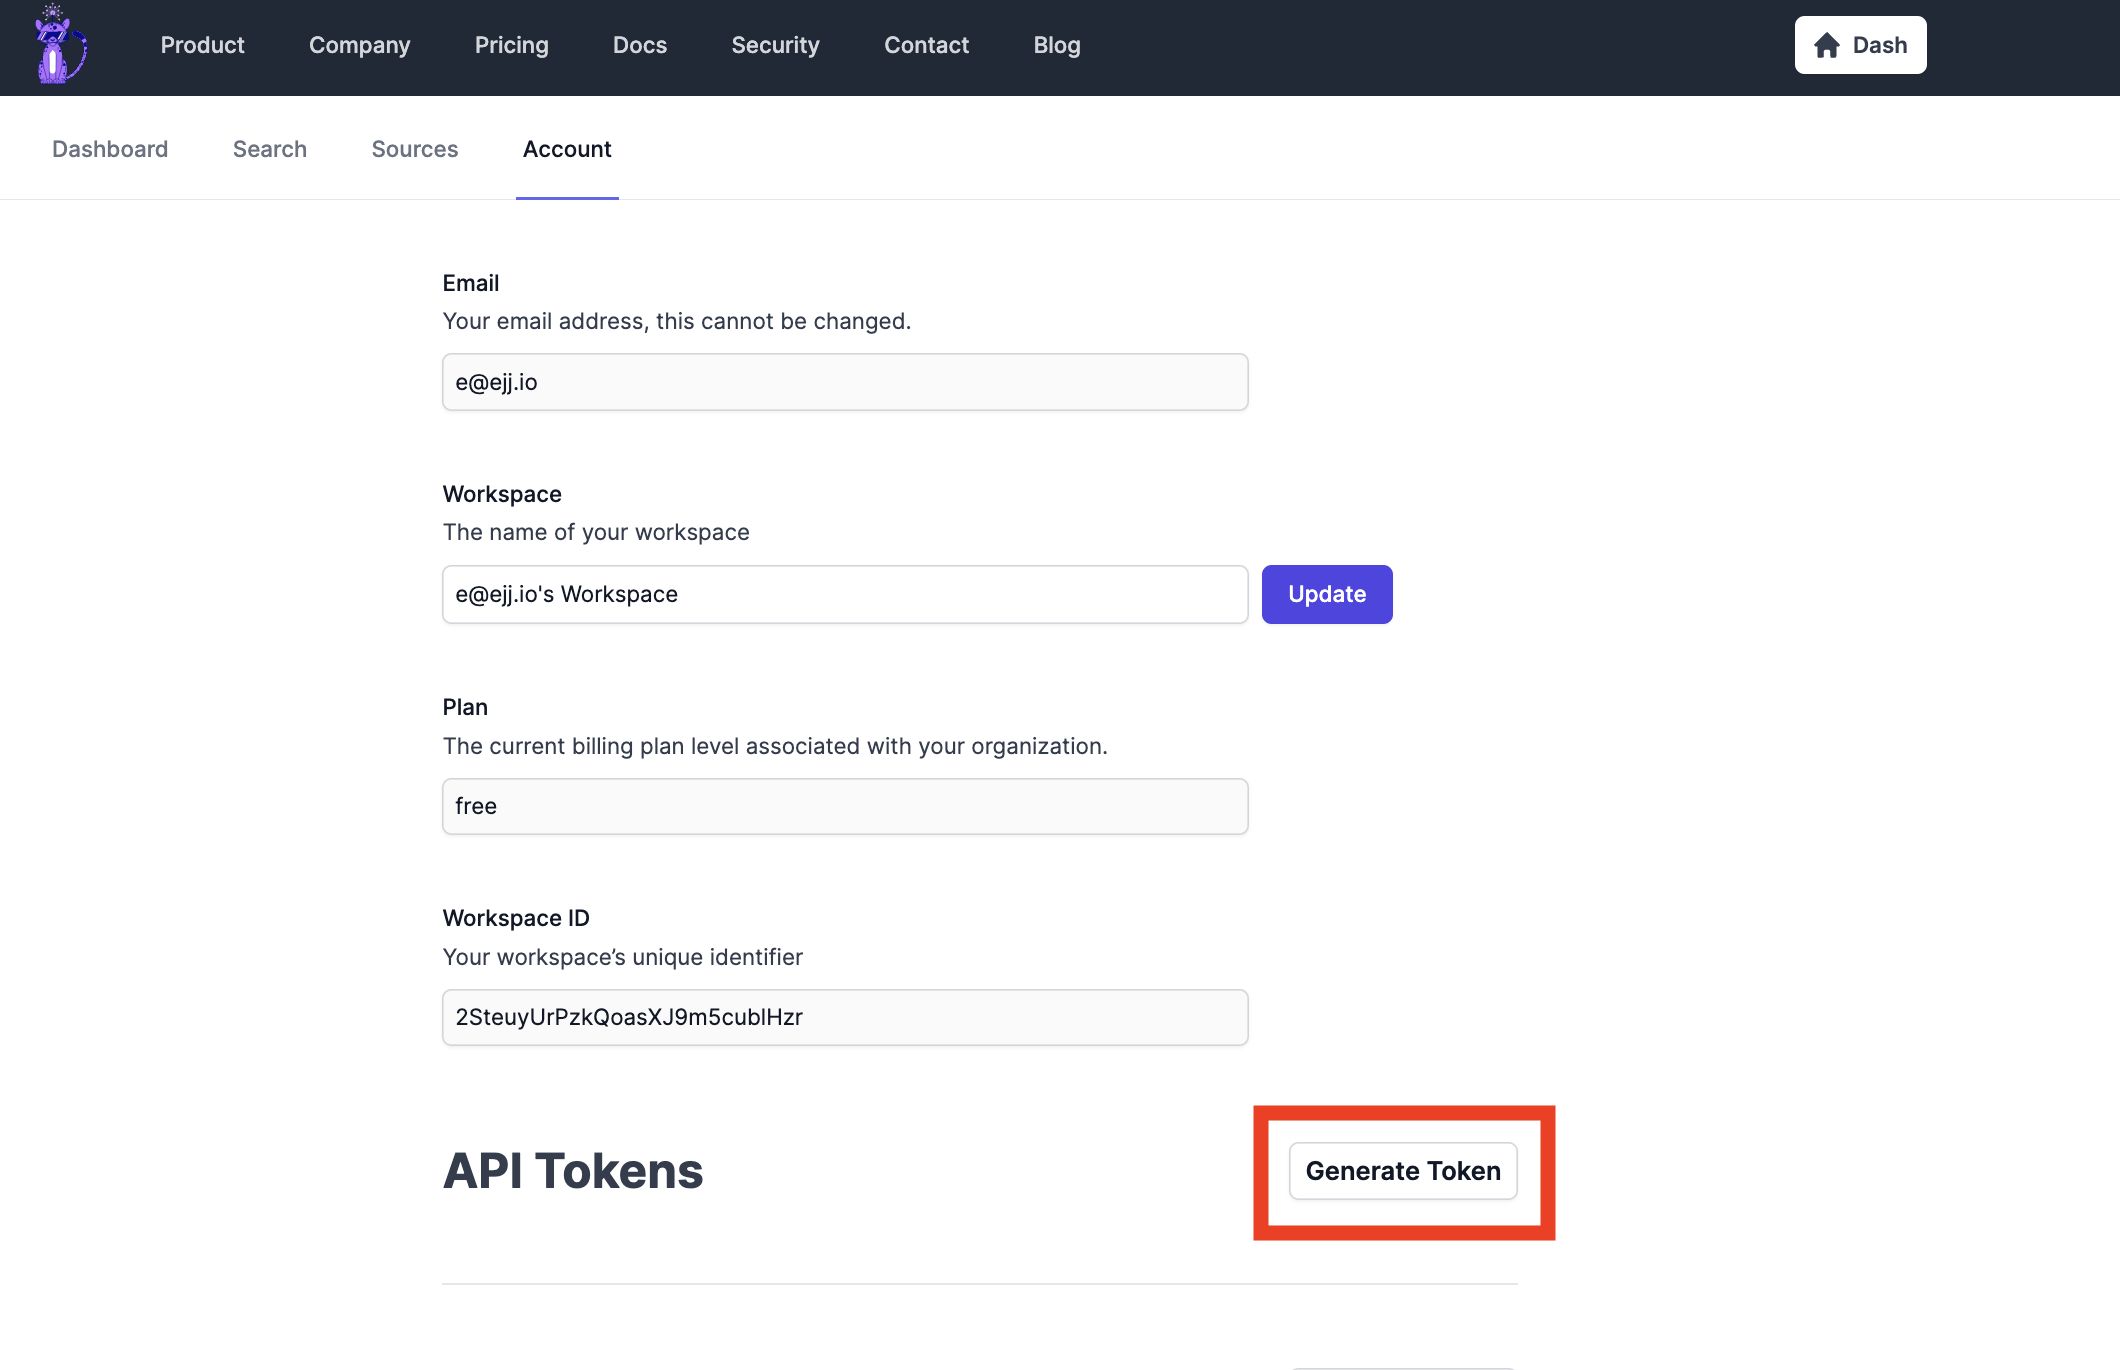 Product Company Pricing Docs Security Contact Blog Dash
Dashboard Search Sources Account
Email
Your email address, this cannot be changed.
e@ejj.io
Workspace
The name of your workspace
e@ejj.io's Workspace Update
Plan
The current billing plan level associated with your organization.
free
Workspace ID
Your workspace’s unique identifier
2SteuyUrPzkQoasXJ9m5cublHzr
API Tokens Generate Token